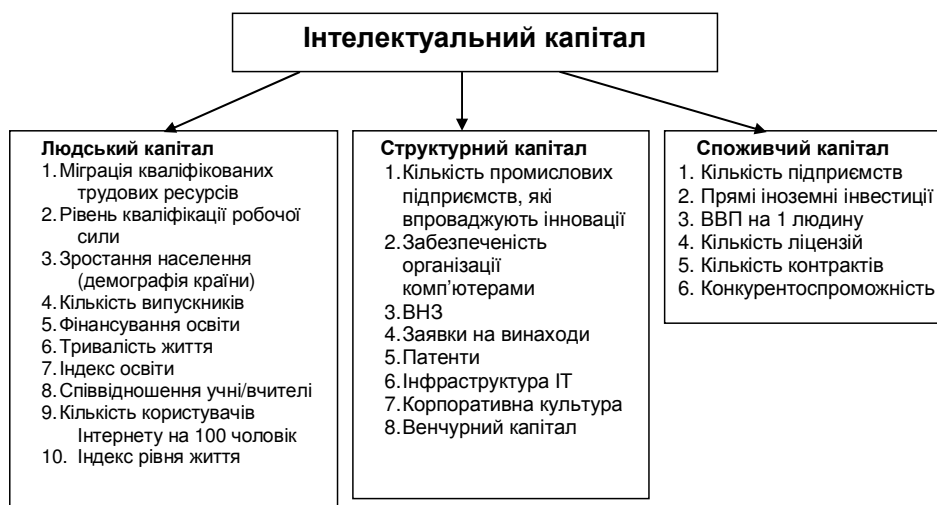 Інтелектуальний капітал
Людський капітал
1. Міграція кваліфікованих
трудових ресурсів
2. Рівень кваліфікації робочої
сили
3. Зростання населення
(демографія країни)
4. Кількість випускників
5. Фінансування освіти
6. Тривалість життя
7. Індекс освіти
8. Співвідношення учні/вчителі
9. Кількість користувачів
Інтернету на 100 чоловік
10. Індекс рівня життя
Структурний капітал
1. Кількість промислових
підприємств, які
впроваджують інновації
2. Забезпеченість
організації
комп’ютерами
3. ВНЗ
4. Заявки на винаходи
5. Патенти
6. Інфраструктура ІТ
7. Корпоративна культура
8. Венчурний капітал
Споживчий капітал
1. Кількість підприємств
2. Прямі іноземні інвестиції
3. ВВП на 1 людину
4. Кількість ліцензій
5. Кількість контрактів
6. Конкурентоспроможність